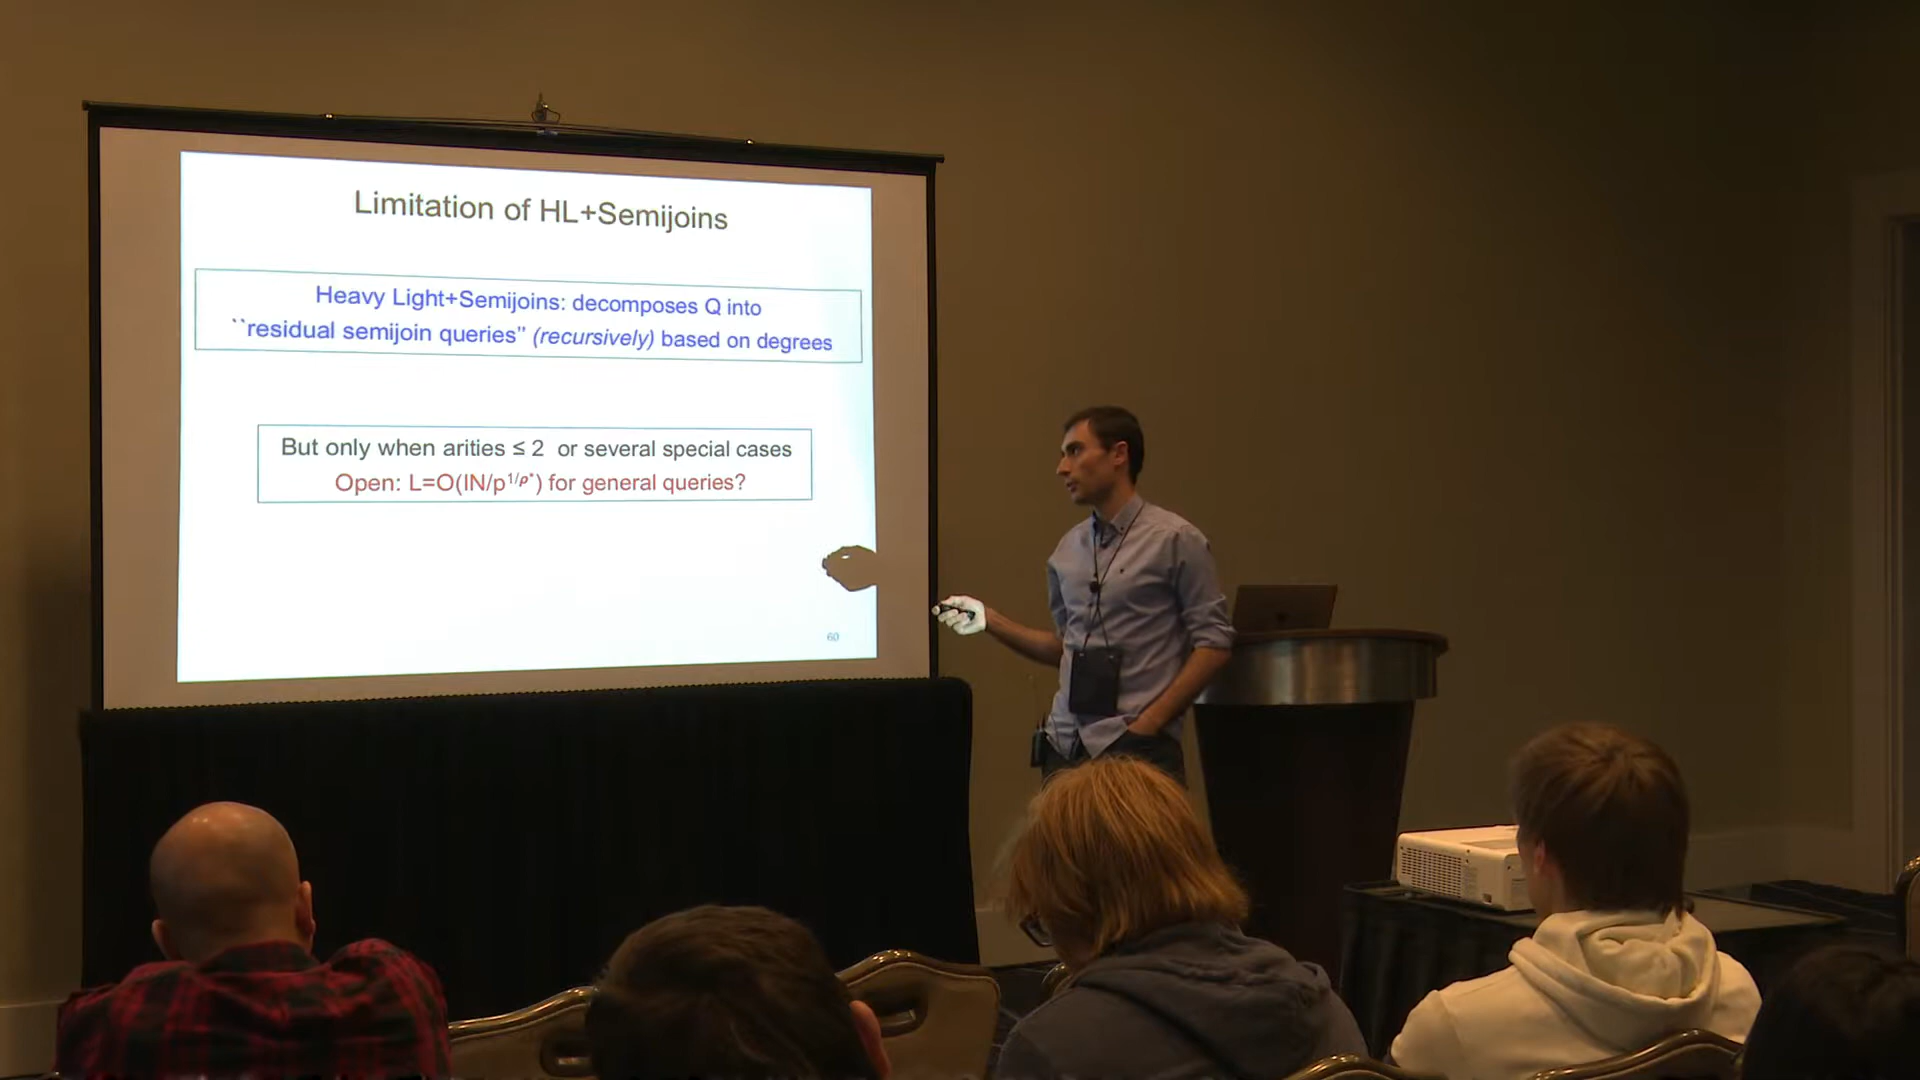 Limitation of HL+Semijoins
Heavy Light+Semijoins: decomposes Q into
``residual semijoin queries'' (recursively) based on degrees
But only when arities ≤ 2 or several special cases
Open: L=O(IN/p^{1/ρ*}) for general queries?
60